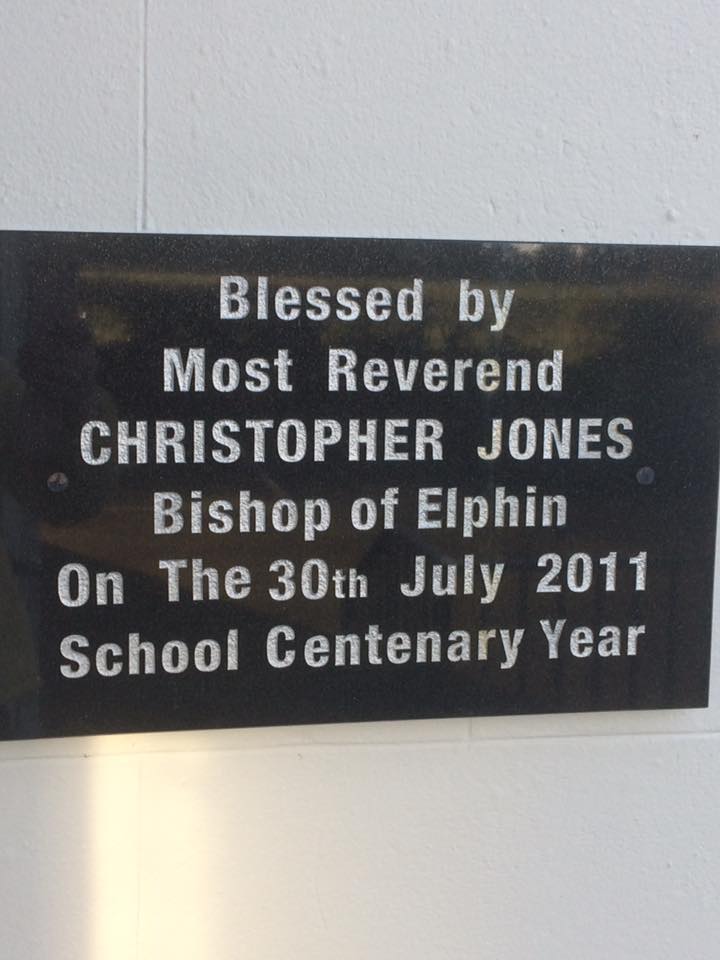 Blessed by
Most Reverend
CHRISTOPHER JONES
Bishop of Elphin
On The 30th July 2011
School Centenary Year